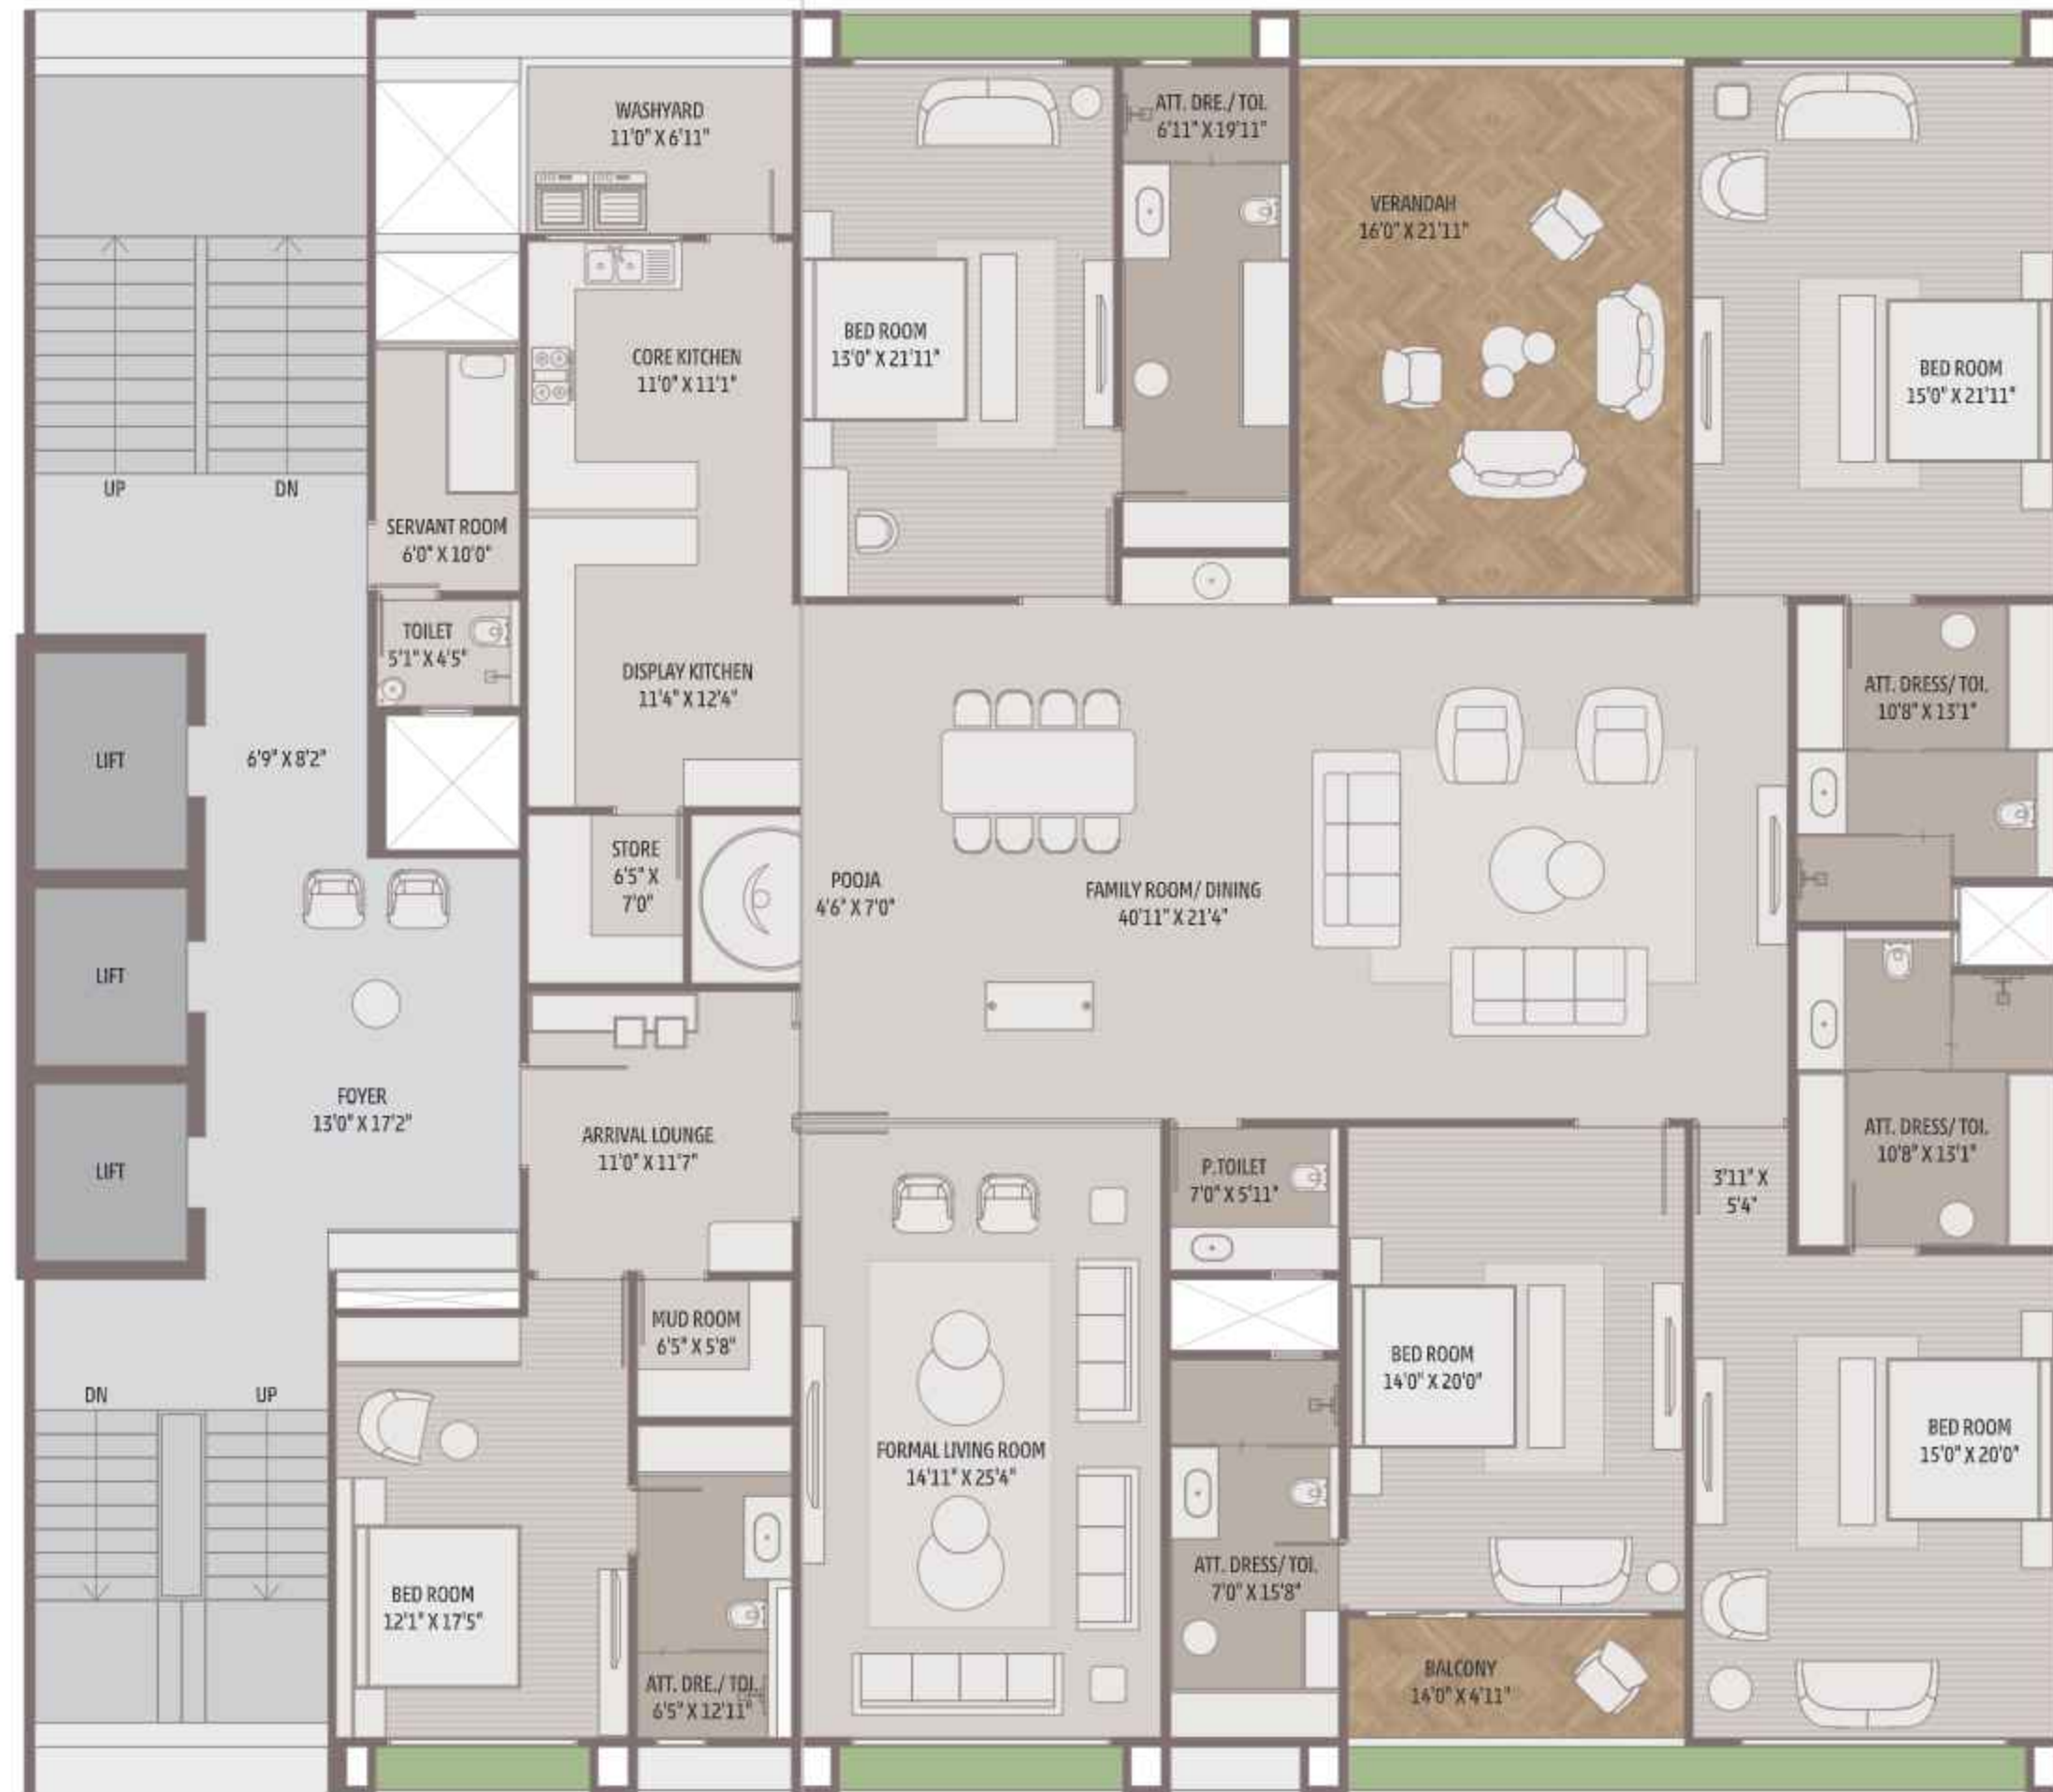 WASHYARD
11'0" X 6'11"
ATT. DRE./ TOI.
6'11" X 19'11"
VERANDAH
16'0" X 21'11"
BED ROOM
13'0" X 21'11"
CORE KITCHEN
11'0" X 11'1"
BED ROOM
15'0" X 21'11"
UP
DN
SERVANT ROOM
6'0" X 10'0"
TOILET
5'1" X 4'5"
DISPLAY KITCHEN
11'4" X 12'4"
ATT. DRESS/ TOI.
10'8" X 13'1"
LIFT
6'9" X 8'2"
STORE
6'5" X
7'0"
POOJA
4'6" X 7'0"
FAMILY ROOM/ DINING
40'11" X 21'4"
LIFT
FOYER
13'0" X 17'2"
ARRIVAL LOUNGE
11'0" X 11'7"
LIFT
P.TOILET
7'0" X 5'11"
3'11" X
5'4"
ATT. DRESS/ TOI.
10'8" X 13'1"
MUD ROOM
6'5" X 5'8"
BED ROOM
14'0" X 20'0"
DN
UP
FORMAL LIVING ROOM
14'11" X 25'4"
BED ROOM
15'0" X 20'0"
BED ROOM
12'1" X 17'5"
ATT. DRESS/ TOI.
7'0" X 15'8"
ATT. DRE./ TOI.
6'5" X 12'11"
BALCONY
14'0" X 4'11"